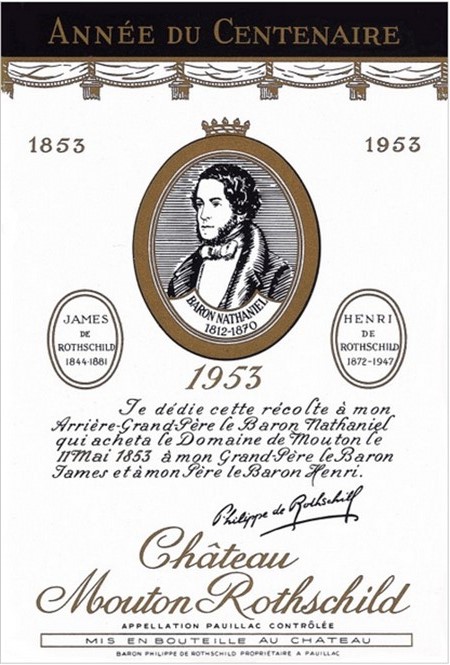 ANNÉE DU CENTENAIRE
1853
1953
BARON NATHANIEL
1812-1870
JAMES
DE
ROTHSCHILD
1844-1881
HENRI
DE
ROTHSCHILD
1872-1947
1953
Je dédie cette récolte à mon
Arrière-Grand-Père le Baron Nathaniel
qui acheta le Domaine de Mouton le
11 Mai 1853 à mon Grand-Père le Baron
James et à mon Père le Baron Henri.
Philippe de Rothschild
Château
Mouton Rothschild
APPELLATION PAUILLAC CONTRÔLÉE
MIS EN BOUTEILLE AU CHÂTEAU
BARON PHILIPPE DE ROTHSCHILD PROPRIÉTAIRE A PAUILLAC